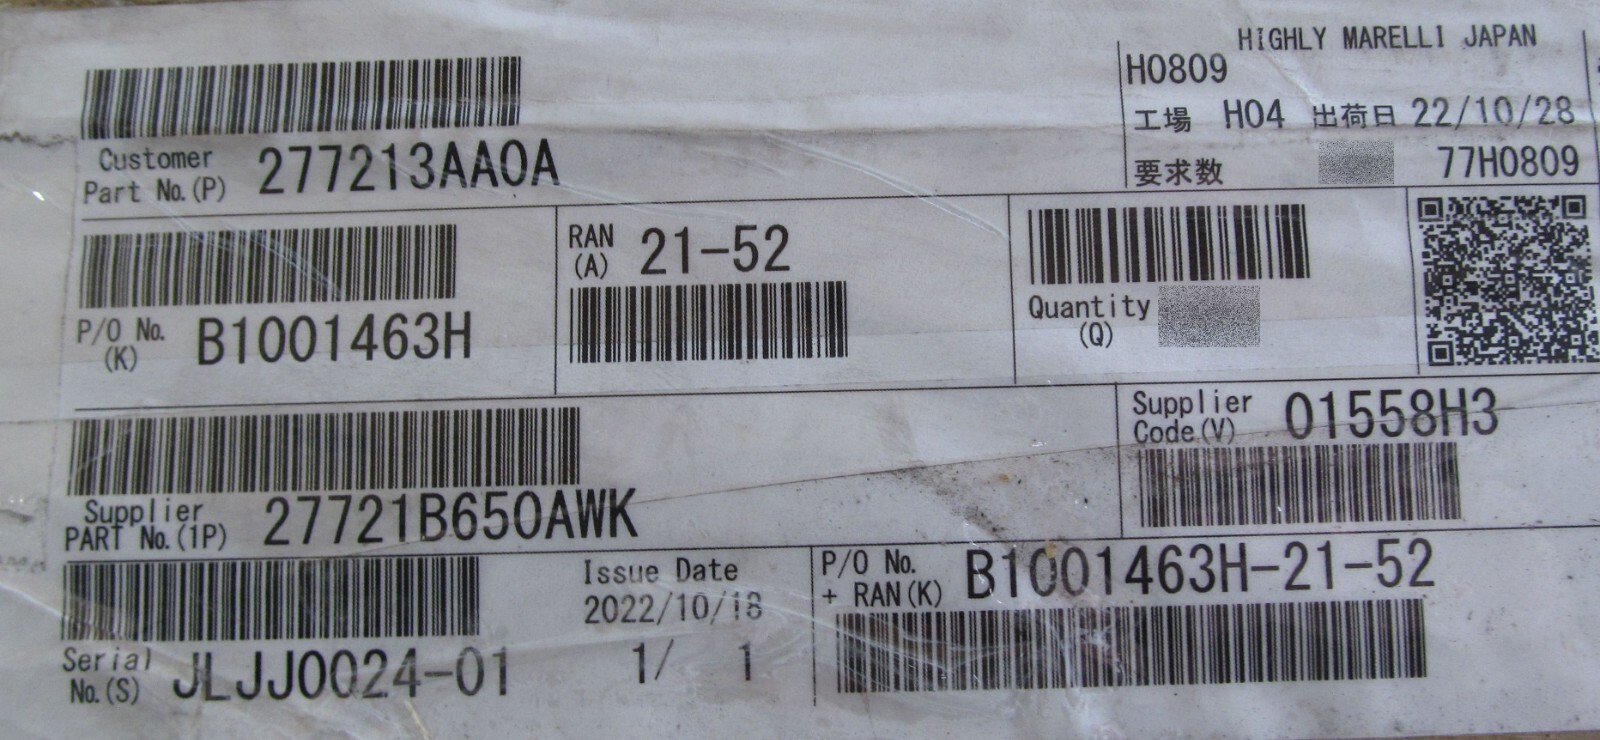 HIGHLY MARELLI JAPAN
H0809
工場 H04 出荷日 22/10/28
要求数 77H0809
Customer
Part No.(P) 277213AA0A
P/O No.
(K) B1001463H
RAN
(A) 21-52
Quantity
(Q)
Supplier
PART No.(1P) 27721B650AWK
Supplier
Code(V) 01558H3
Serial
No.(S) JLJJ0024-01
Issue Date
2022/10/18
1/ 1
P/O No.
+ RAN(K) B1001463H-21-52